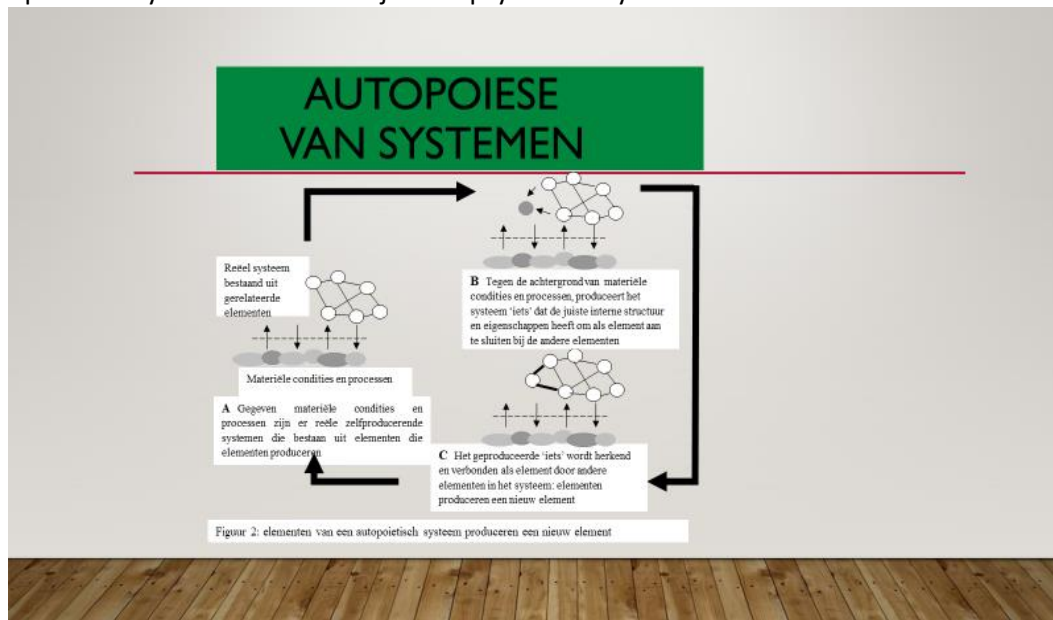 AUTOPOIESE
VAN SYSTEMEN
Reëel systeem
bestaand uit
gerelateerde
elementen
Materiële condities en processen
A Gegeven materiële condities en
processen zijn er reële zelfproducerende
systemen die bestaan uit elementen die
elementen produceren
B Tegen de achtergrond van materiële
condities en processen, produceert het
systeem ‘iets’ dat de juiste interne structuur
en eigenschappen heeft om als element aan
te sluiten bij de andere elementen
C Het geproduceerde ‘iets’ wordt herkend
en verbonden als element door andere
elementen in het systeem: elementen
produceren een nieuw element
Figuur 2: elementen van een autopoietisch systeem produceren een nieuw element